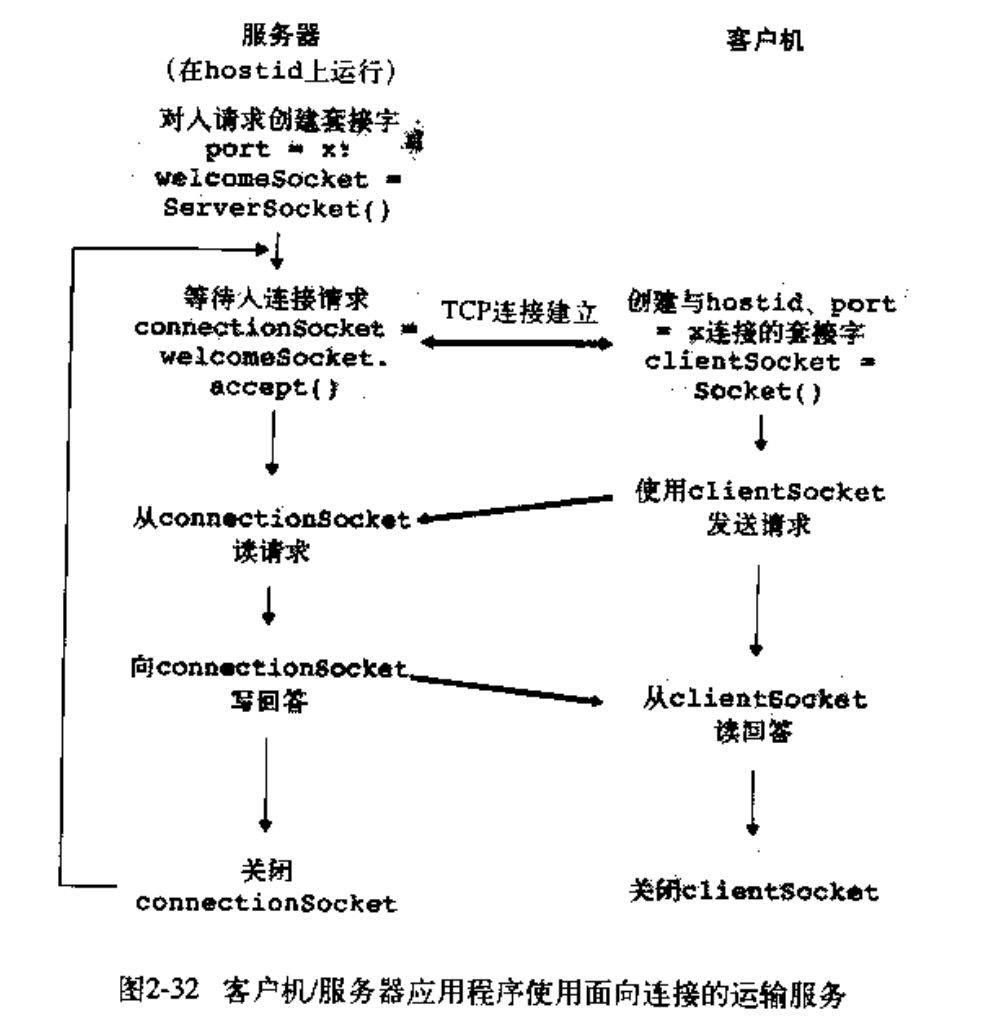 服务器
(在hostid上运行)
对人请求创建套接字
port = x:
welcomeSocket =
ServerSocket()
等待人连接请求
connectionSocket =
welcomeSocket.
accept()
从connectionSocket
读请求
向connectionSocket
写回答
关闭
connectionSocket
TCP连接建立
客户机
创建与hostid、port
= x连接的套接字
clientSocket =
Socket()
使用clientSocket
发送请求
从clientSocket
读回答
关闭clientSocket
图2-32 客户机/服务器应用程序使用面向连接的运输服务